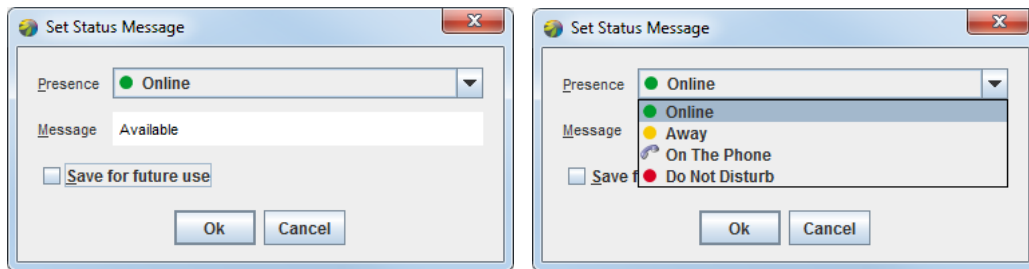 Set Status Message
Presence Online
Message Available
Save for future use
Ok Cancel
Set Status Message
Presence Online
Online
Message Away
On The Phone
Save f Do Not Disturb
Ok Cancel